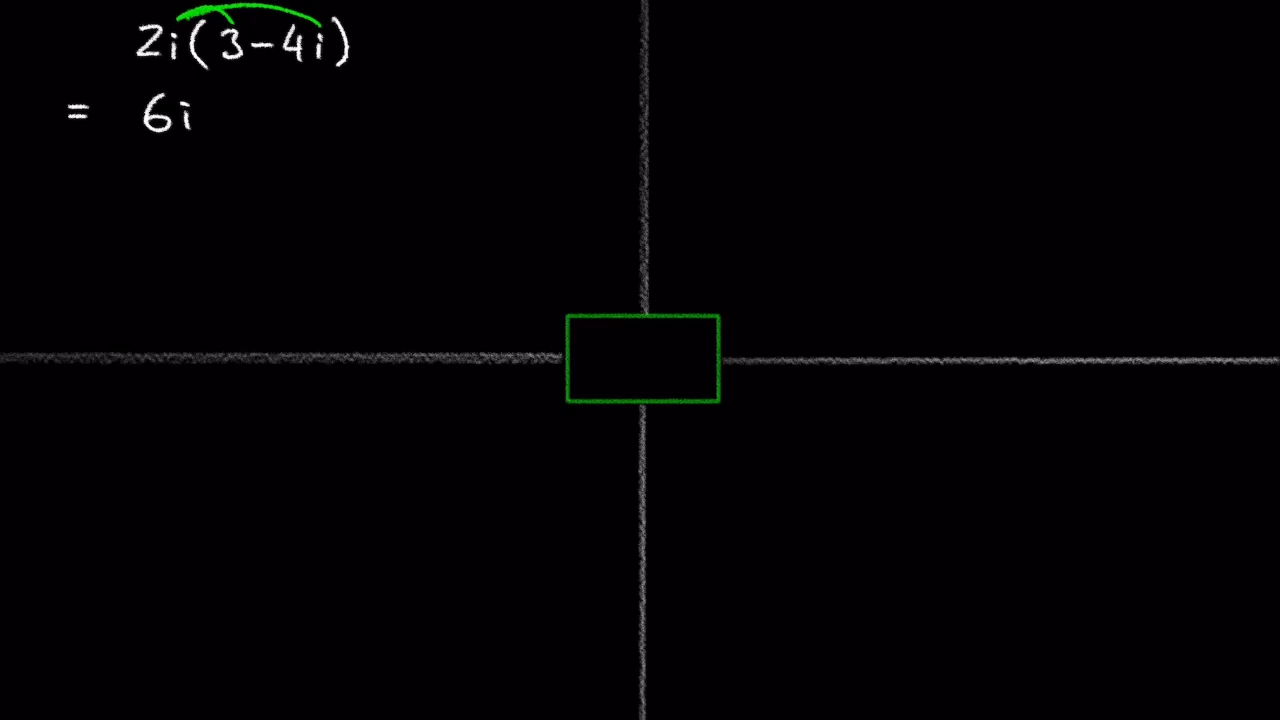 2i(3-4i)
= 6i